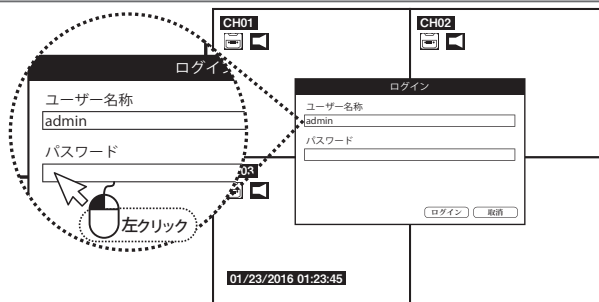 CH01
CH02
ログイン
ユーザー名称
admin
パスワード
左クリック
03
ログイン
ユーザー名称
admin
パスワード
ログイン 取消
01/23/2016 01:23:45